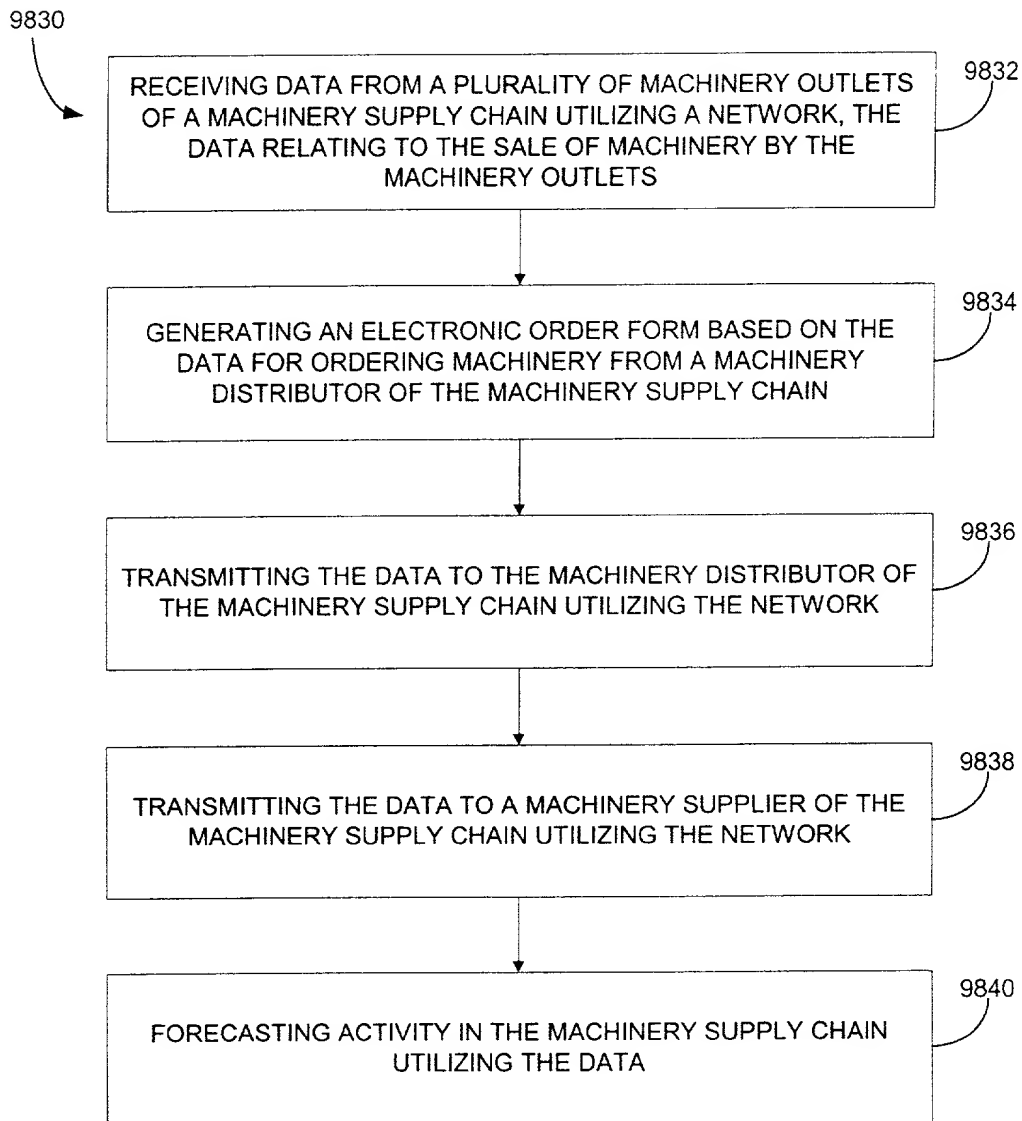 9830
RECEIVING DATA FROM A PLURALITY OF MACHINERY OUTLETS
OF A MACHINERY SUPPLY CHAIN UTILIZING A NETWORK, THE
DATA RELATING TO THE SALE OF MACHINERY BY THE
MACHINERY OUTLETS
9832
GENERATING AN ELECTRONIC ORDER FORM BASED ON THE
DATA FOR ORDERING MACHINERY FROM A MACHINERY
DISTRIBUTOR OF THE MACHINERY SUPPLY CHAIN
9834
TRANSMITTING THE DATA TO THE MACHINERY DISTRIBUTOR OF
THE MACHINERY SUPPLY CHAIN UTILIZING THE NETWORK
9836
TRANSMITTING THE DATA TO A MACHINERY SUPPLIER OF THE
MACHINERY SUPPLY CHAIN UTILIZING THE NETWORK
9838
FORECASTING ACTIVITY IN THE MACHINERY SUPPLY CHAIN
UTILIZING THE DATA
9840